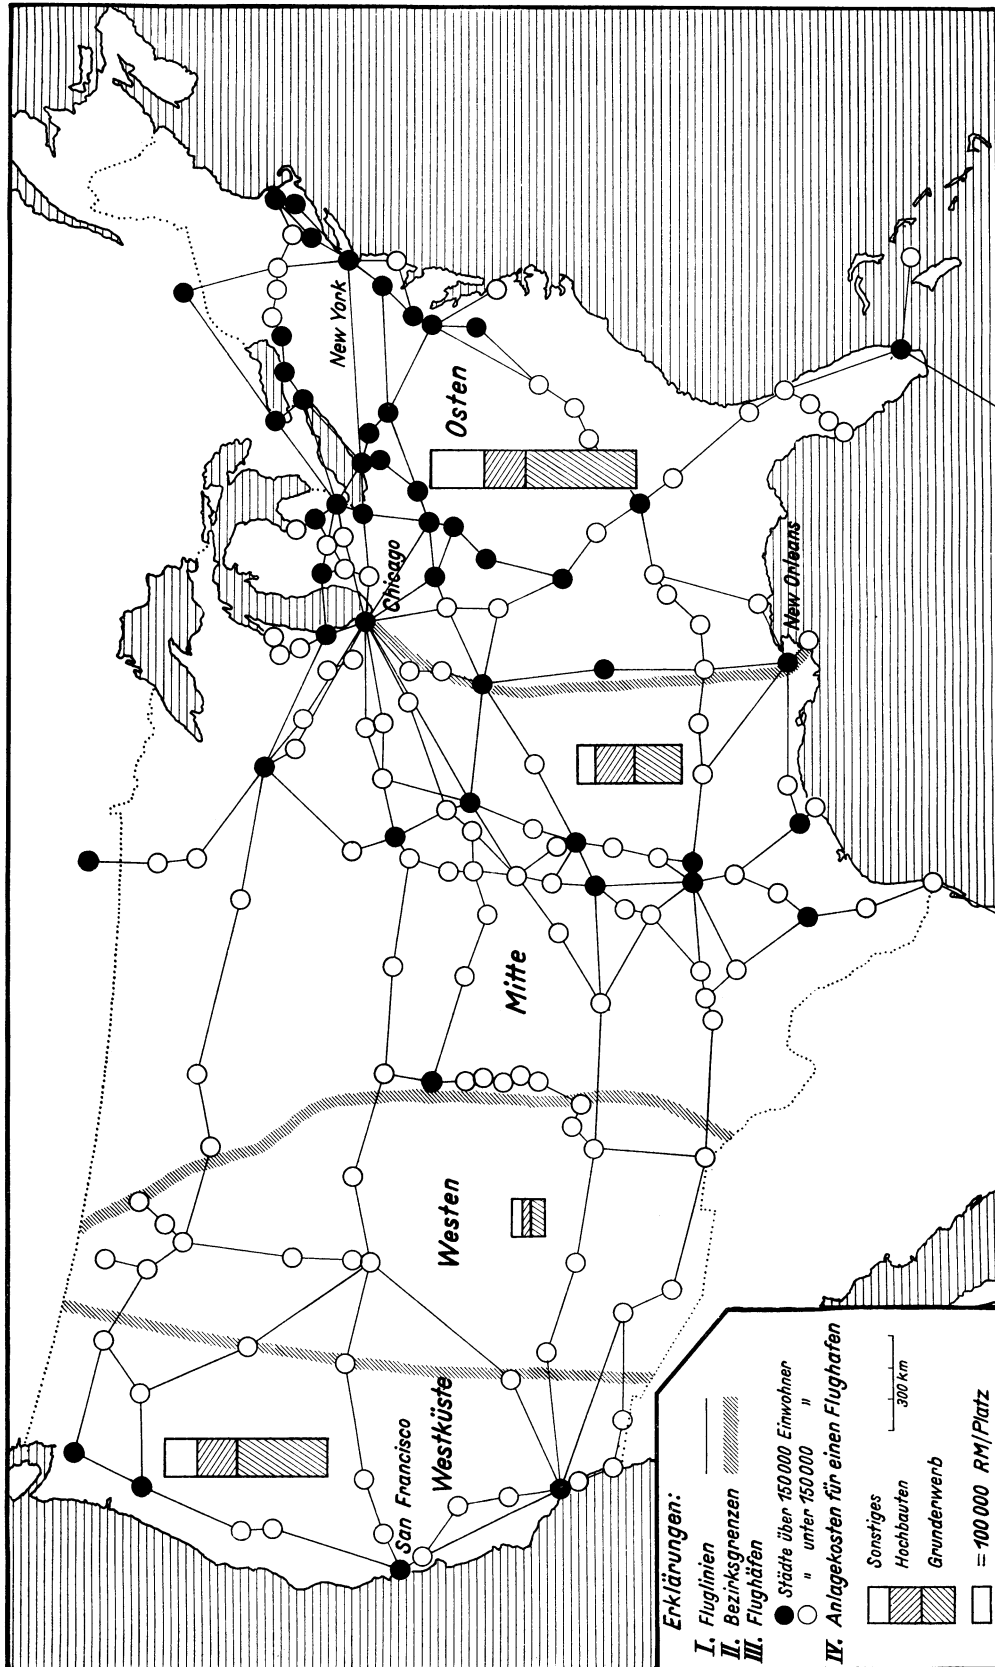 New York
Osten
Chicago
New Orleans
Mitte
Westen
San Francisco
Westküste
Erklärungen:
I. Fluglinien
II. Bezirksgrenzen
III. Flughäfen
Städte über 150 000 Einwohner
" unter 150 000 "
IV. Anlagekosten für einen Flughafen
Sonstiges
Hochbauten
Grunderwerb
300 km
= 100 000 RM/Platz